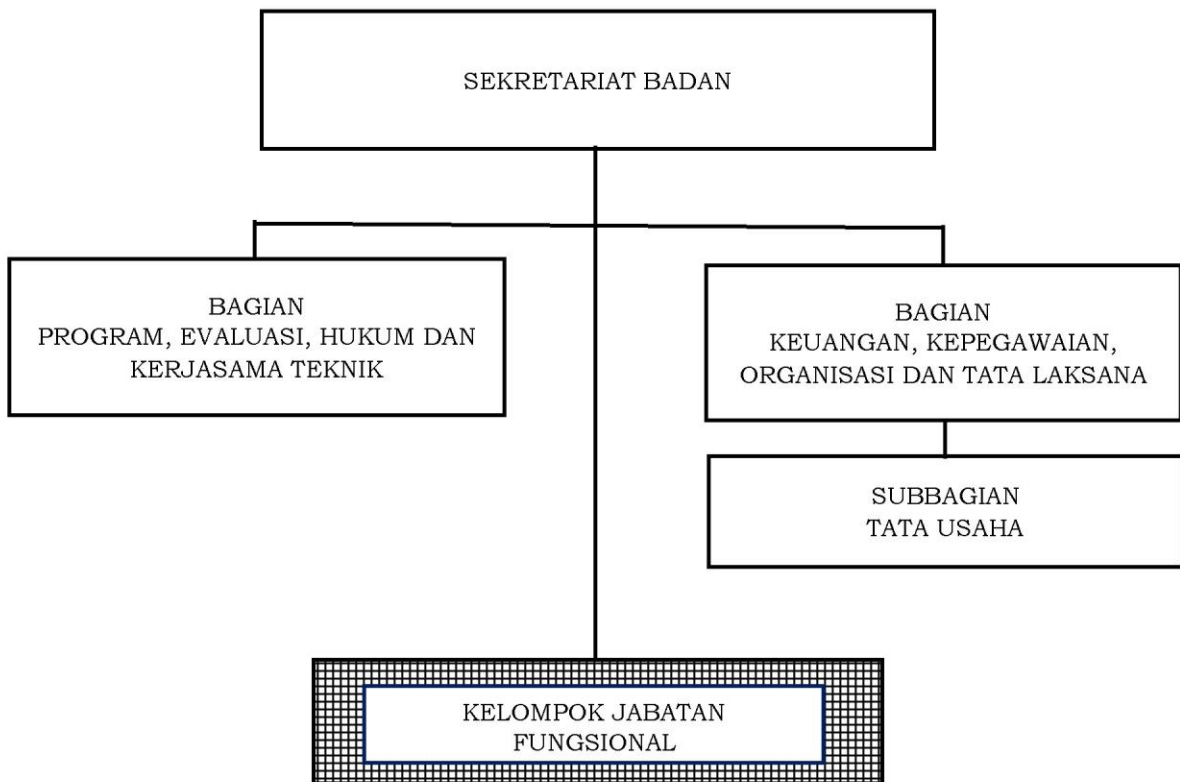 SEKRETARIAT BADAN
BAGIAN
PROGRAM, EVALUASI, HUKUM DAN
KERJASAMA TEKNIK
BAGIAN
KEUANGAN, KEPEGAWAIAN,
ORGANISASI DAN TATA LAKSANA
SUBBAGIAN
TATA USAHA
KELOMPOK JABATAN
FUNGSIONAL